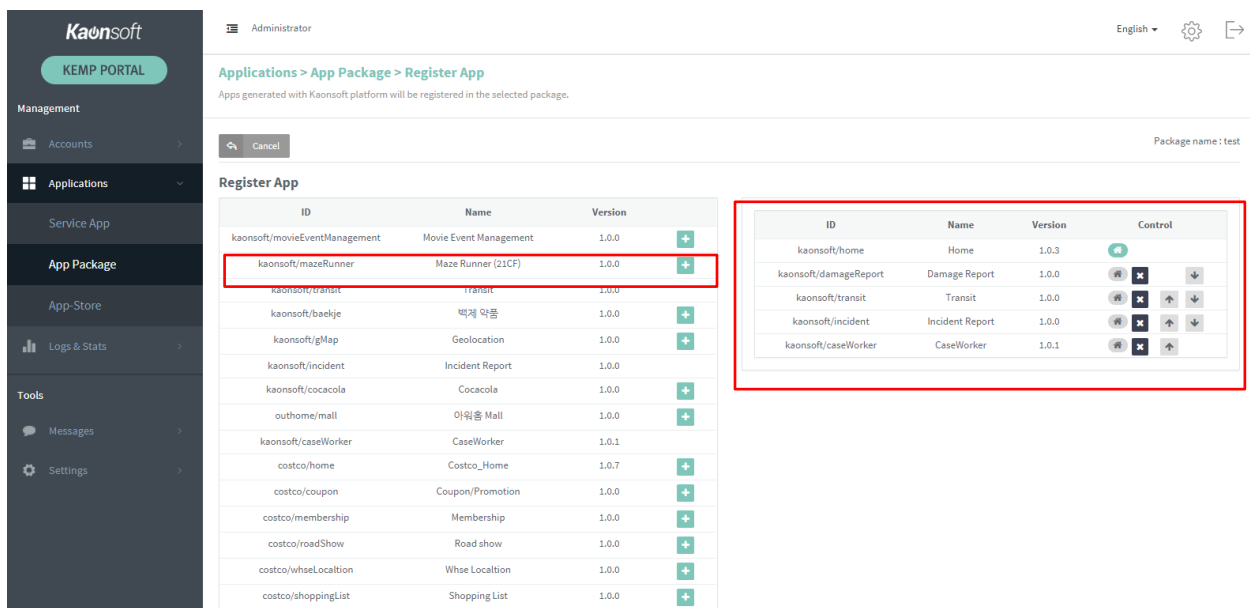 Kaonsoft
KEMP PORTAL
Management
Accounts
Applications
Service App
App Package
App-Store
Logs & Stats
Tools
Messages
Settings
Administrator
English
Applications > App Package > Register App
Apps generated with Kaonsoft platform will be registered in the selected package.
Cancel
Package name : test
Register App
ID Name Version
kaonsoft/movieEventManagement Movie Event Management 1.0.0
kaonsoft/mazeRunner Maze Runner (21CF) 1.0.0
kaonsoft/transit Transit 1.0.0
kaonsoft/baekje 백제 약품 1.0.0
kaonsoft/gMap Geolocation 1.0.0
kaonsoft/incident Incident Report 1.0.0
kaonsoft/cocacola Cocacola 1.0.0
outhome/mall 아워홈 Mall 1.0.0
kaonsoft/caseWorker CaseWorker 1.0.1
costco/home Costco_Home 1.0.7
costco/coupon Coupon/Promotion 1.0.0
costco/membership Membership 1.0.0
costco/roadShow Road show 1.0.0
costco/whseLocaltion Whse Localtion 1.0.0
costco/shoppingList Shopping List 1.0.0
ID Name Version Control
kaonsoft/home Home 1.0.3
kaonsoft/damageReport Damage Report 1.0.0
kaonsoft/transit Transit 1.0.0
kaonsoft/incident Incident Report 1.0.0
kaonsoft/caseWorker CaseWorker 1.0.1